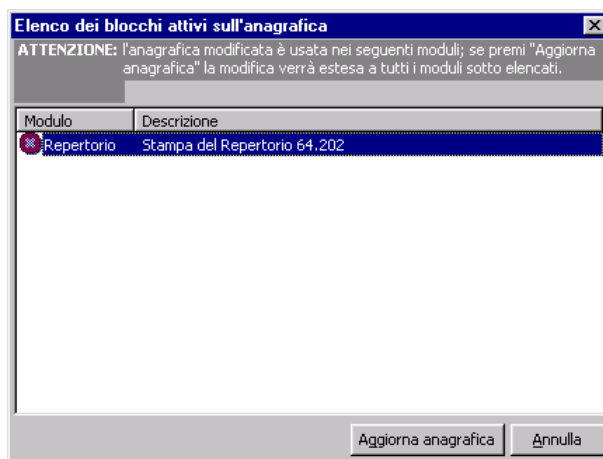 Elenco dei blocchi attivi sull'anagrafica
ATTENZIONE: l'anagrafica modificata è usata nei seguenti moduli; se premi "Aggiorna
anagrafica" la modifica verrà estesa a tutti i moduli sotto elencati.
Modulo Descrizione
Repertorio Stampa del Repertorio 64.202
Aggiorna anagrafica Annulla